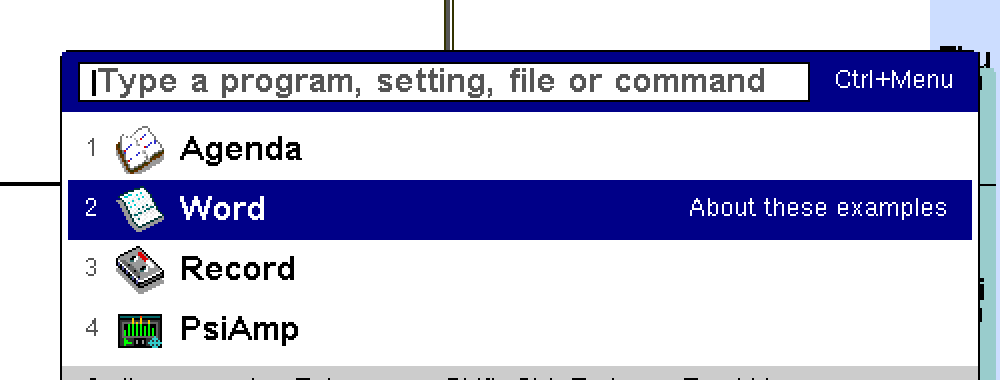 Type a program, setting, file or command Ctrl+Menu
1 Agenda
2 Word About these examples
3 Record
4 PsiAmp